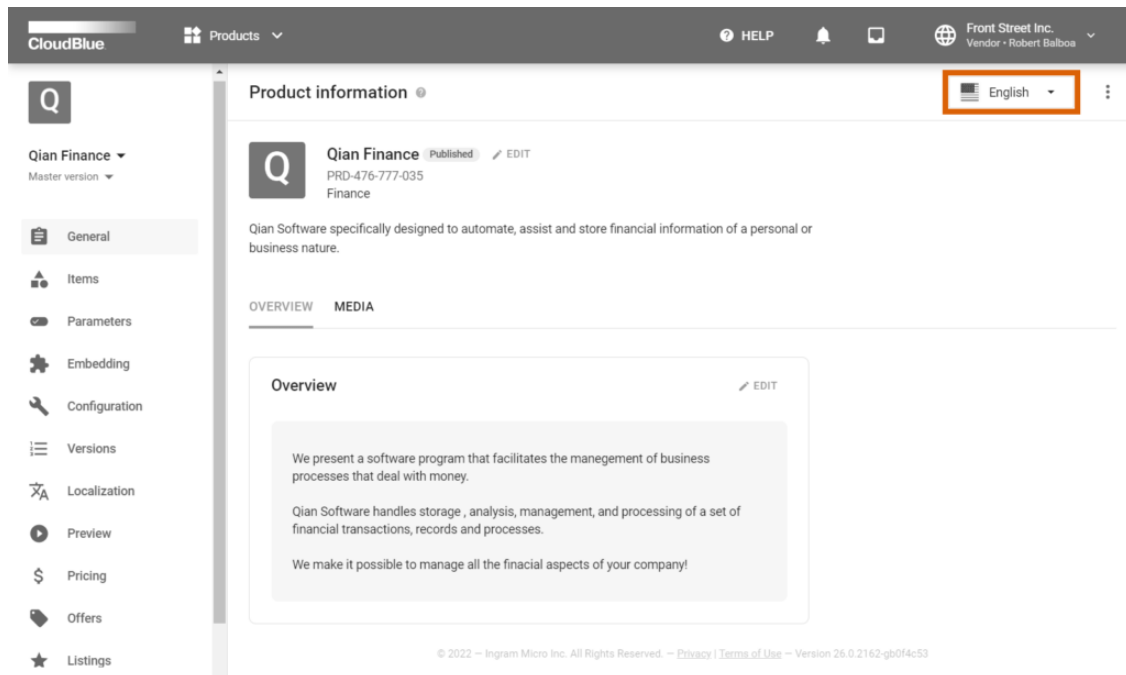 CloudBlue
Products
HELP
Front Street Inc.
Vendor • Robert Balboa
Q
Qian Finance
Master version
General
Items
Parameters
Embedding
Configuration
Versions
Localization
Preview
Pricing
Offers
Listings
Product information
English
Q
Qian Finance Published EDIT
PRD-476-777-035
Finance
Qian Software specifically designed to automate, assist and store financial information of a personal or
business nature.
OVERVIEW MEDIA
Overview
EDIT
We present a software program that facilitates the manegement of business
processes that deal with money.
Qian Software handles storage , analysis, management, and processing of a set of
financial transactions, records and processes.
We make it possible to manage all the finacial aspects of your company!
© 2022 – Ingram Micro Inc. All Rights Reserved. – Privacy | Terms of Use – Version 26.0.2162-gb0f4c53